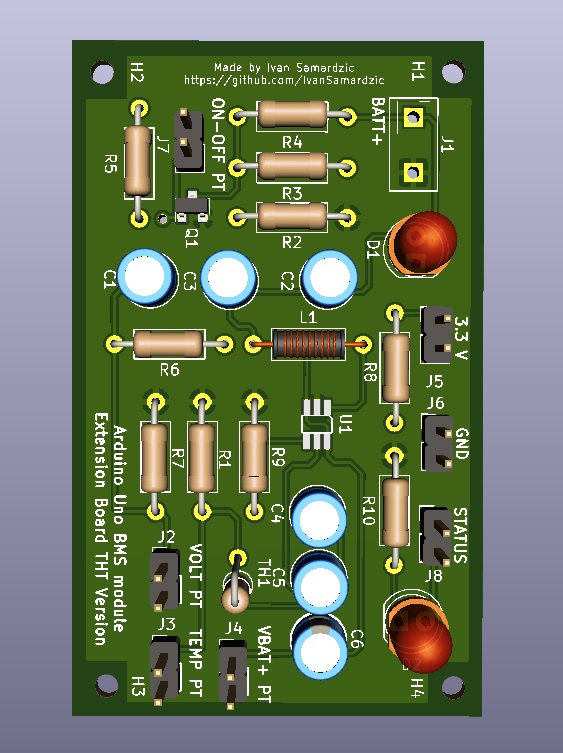 H2
Made by Ivan Samardzic
https://github.com/IvanSamardzic
H1
ON-OFF PT
BATT+
J1
J7
R5
R4
R3
R2
Q1
D1
C1
C3
C2
L1
R6
R8
3.3 V
J5
J6
GND
U1
R7
R1
R9
R10
C4
STATUS
J8
Arduino Uno BMS module
Extension Board THT Version
J2
VOLT PT
TH1
C5
C6
J3
TEMP PT
J4
VBAT+ PT
H3
H4